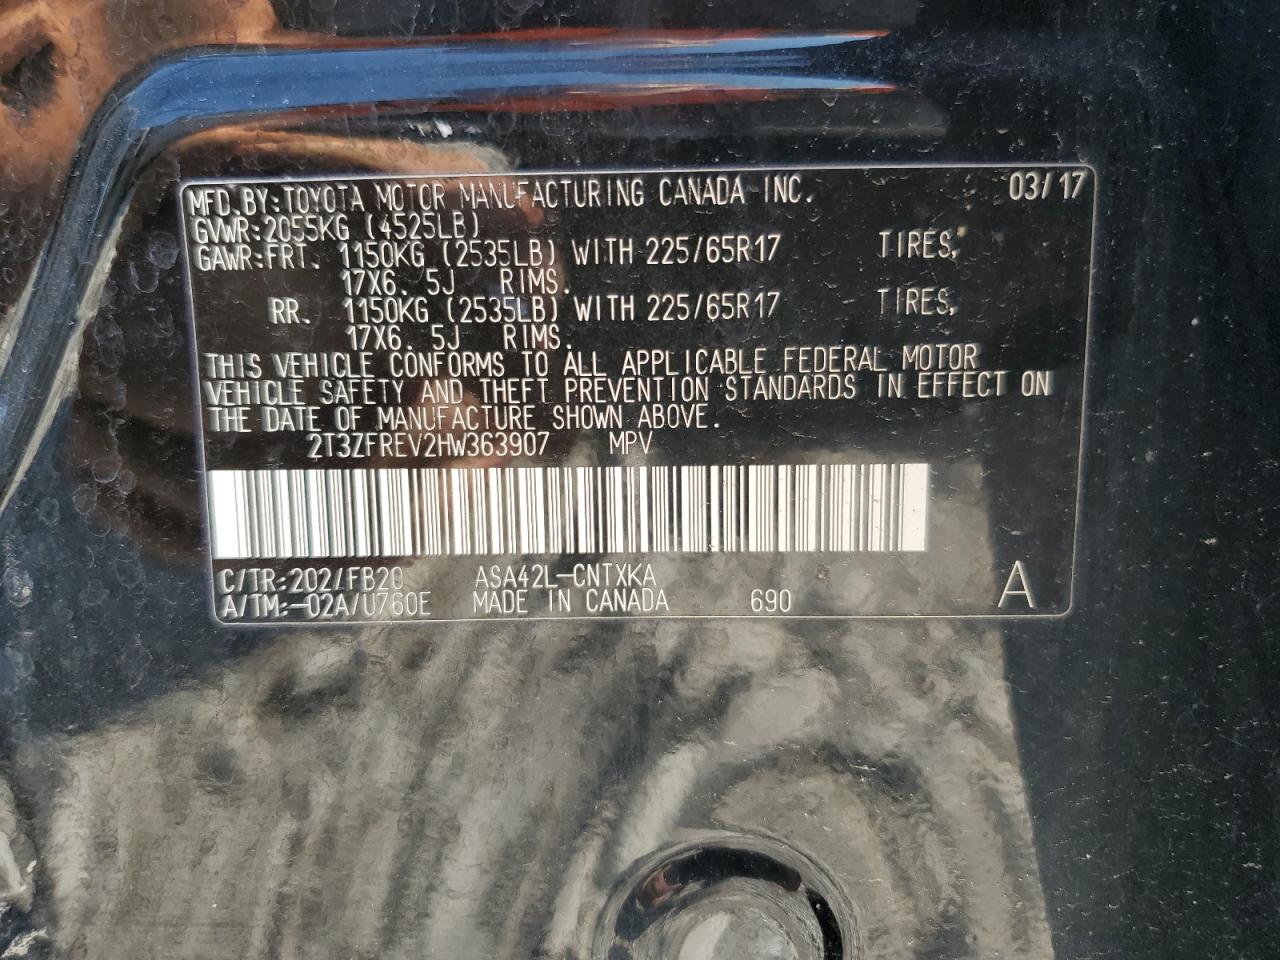 MFD.BY:TOYOTA MOTOR MANUFACTURING CANADA INC. 03/17
GVWR:2055KG (4525LB)
GAWR:FRT. 1150KG (2535LB) WITH 225/65R17 TIRES,
17X6.5J RIMS.
RR. 1150KG (2535LB) WITH 225/65R17 TIRES,
17X6.5J RIMS.
THIS VEHICLE CONFORMS TO ALL APPLICABLE FEDERAL MOTOR
VEHICLE SAFETY AND THEFT PREVENTION STANDARDS IN EFFECT ON
THE DATE OF MANUFACTURE SHOWN ABOVE.
2T3ZFREV2HW363907 MPV
C/TR:202/FB20 ASA42L-CNTXKA
A/TM:-02A/U760E MADE IN CANADA 690 A